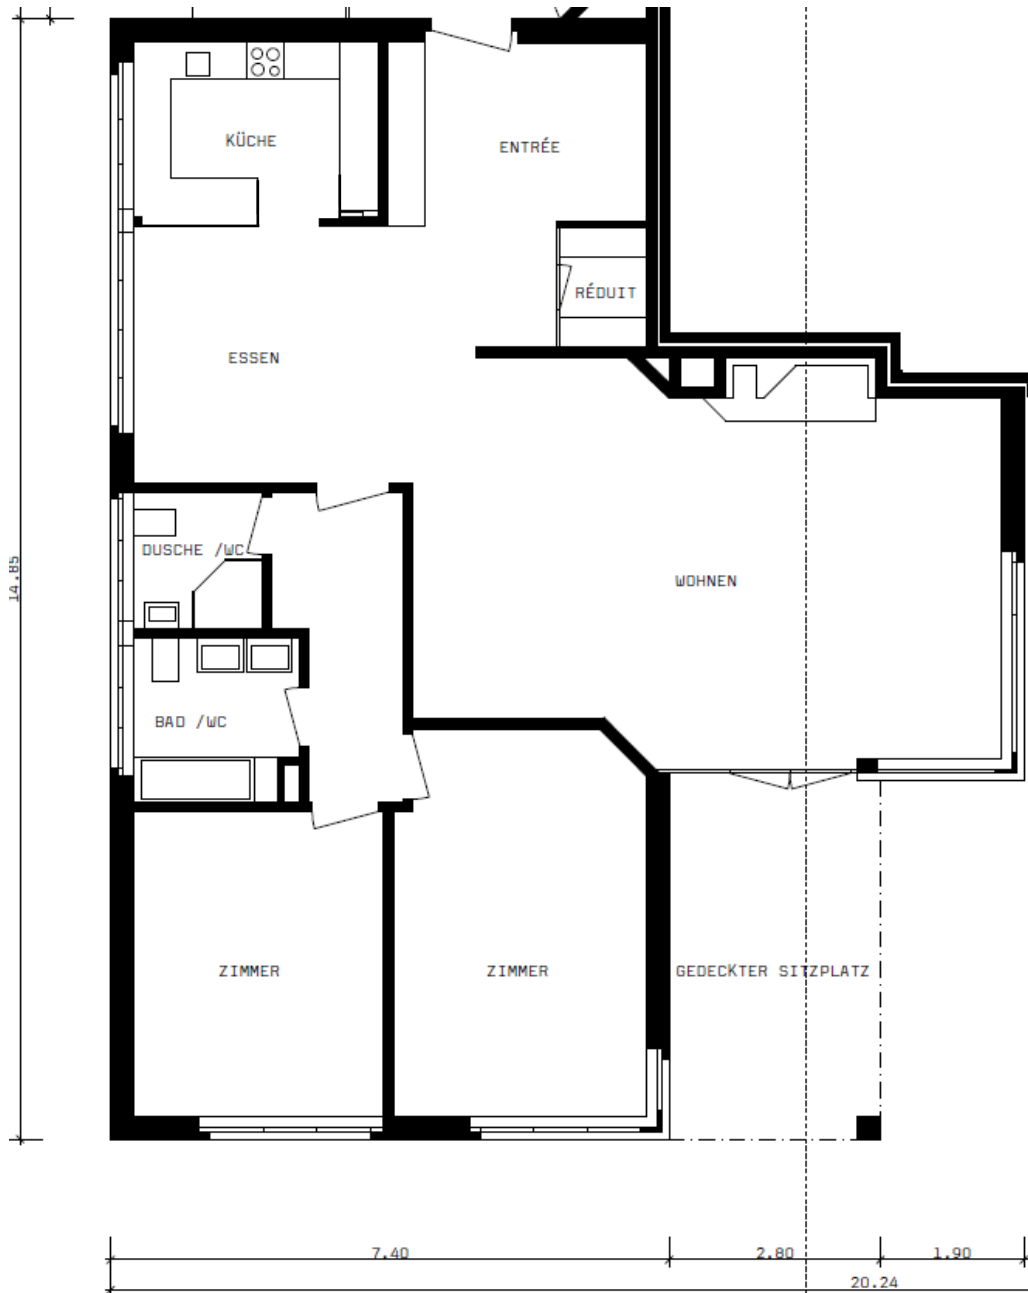 KÜCHE
ENTRÉE
RÉDUIT
ESSEN
DUSCHE /WC
WOHNEN
14.85
BAD /WC
ZIMMER
ZIMMER
GEDECKTER SITZPLATZ
7.40
2.80
1.90
20.24